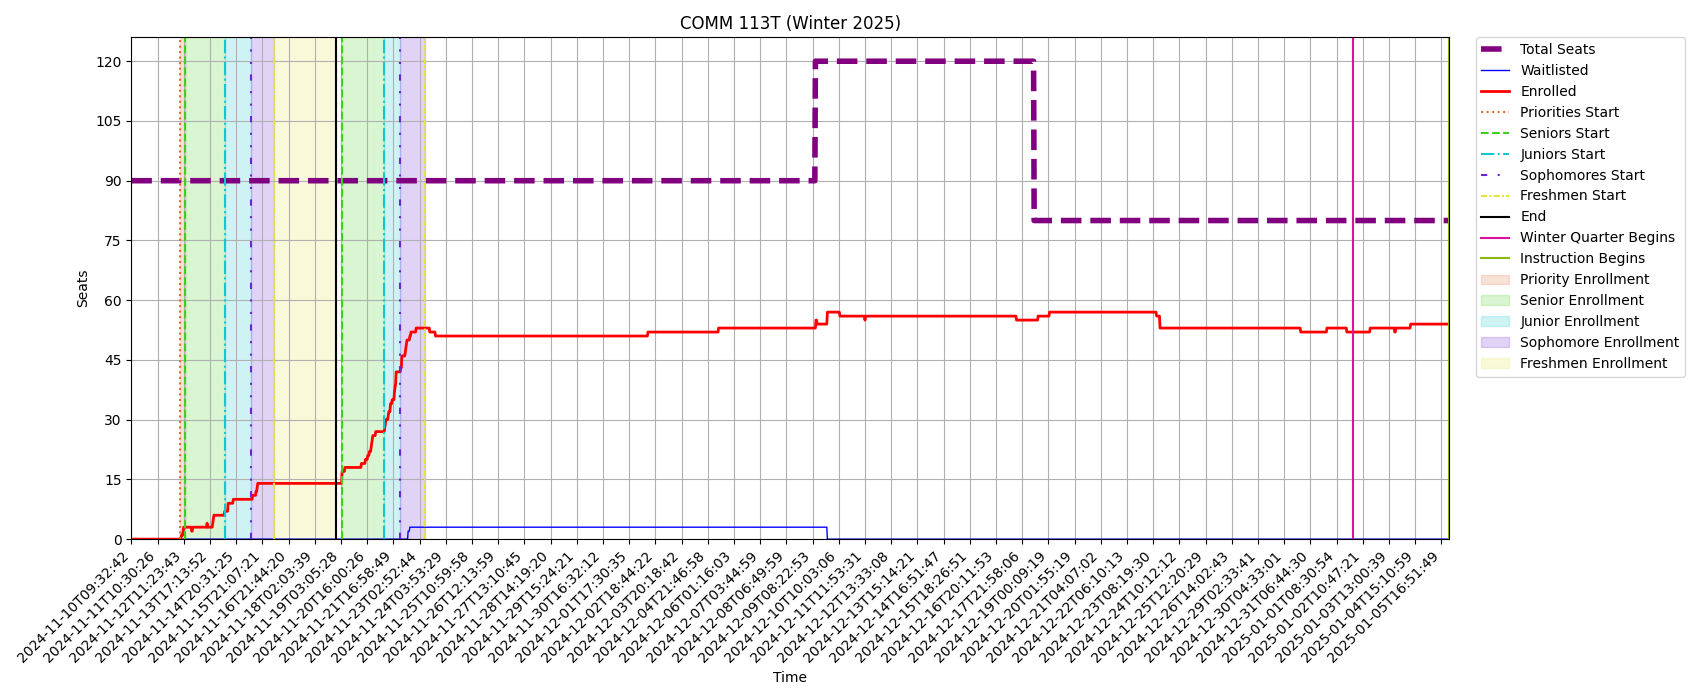 COMM 113T (Winter 2025)
Seats
120
105
90
75
60
45
30
15
0
2024-11-10T09:32:42
2024-11-11T10:30:26
2024-11-12T11:23:43
2024-11-13T17:13:52
2024-11-14T20:31:25
2024-11-15T21:07:23
2024-11-16T21:44:20
2024-11-18T02:03:39
2024-11-19T03:05:28
2024-11-20T16:00:26
2024-11-21T16:58:49
2024-11-23T02:52:44
2024-11-24T03:53:29
2024-11-25T10:59:58
2024-11-26T12:13:59
2024-11-27T13:10:45
2024-11-28T14:19:20
2024-11-29T15:24:21
2024-11-30T16:32:12
2024-12-01T17:30:35
2024-12-02T18:44:22
2024-12-03T20:18:42
2024-12-04T21:46:58
2024-12-06T01:16:03
2024-12-07T03:44:59
2024-12-08T06:49:59
2024-12-09T08:22:53
2024-12-10T10:03:06
2024-12-11T11:53:31
2024-12-12T13:33:08
2024-12-13T15:14:21
2024-12-14T16:51:47
2024-12-15T18:26:51
2024-12-16T20:11:53
2024-12-17T21:58:06
2024-12-19T00:09:19
2024-12-20T01:55:19
2024-12-21T04:07:02
2024-12-22T06:10:13
2024-12-23T08:19:30
2024-12-24T10:12:12
2024-12-25T12:20:29
2024-12-26T14:02:43
2024-12-29T02:33:41
2024-12-30T04:33:01
2024-12-31T06:44:30
2025-01-01T08:30:54
2025-01-02T10:47:21
2025-01-03T13:00:39
2025-01-04T15:10:59
2025-01-05T16:51:49
Time
Total Seats
Waitlisted
Enrolled
Priorities Start
Seniors Start
Juniors Start
Sophomores Start
Freshmen Start
End
Winter Quarter Begins
Instruction Begins
Priority Enrollment
Senior Enrollment
Junior Enrollment
Sophomore Enrollment
Freshmen Enrollment